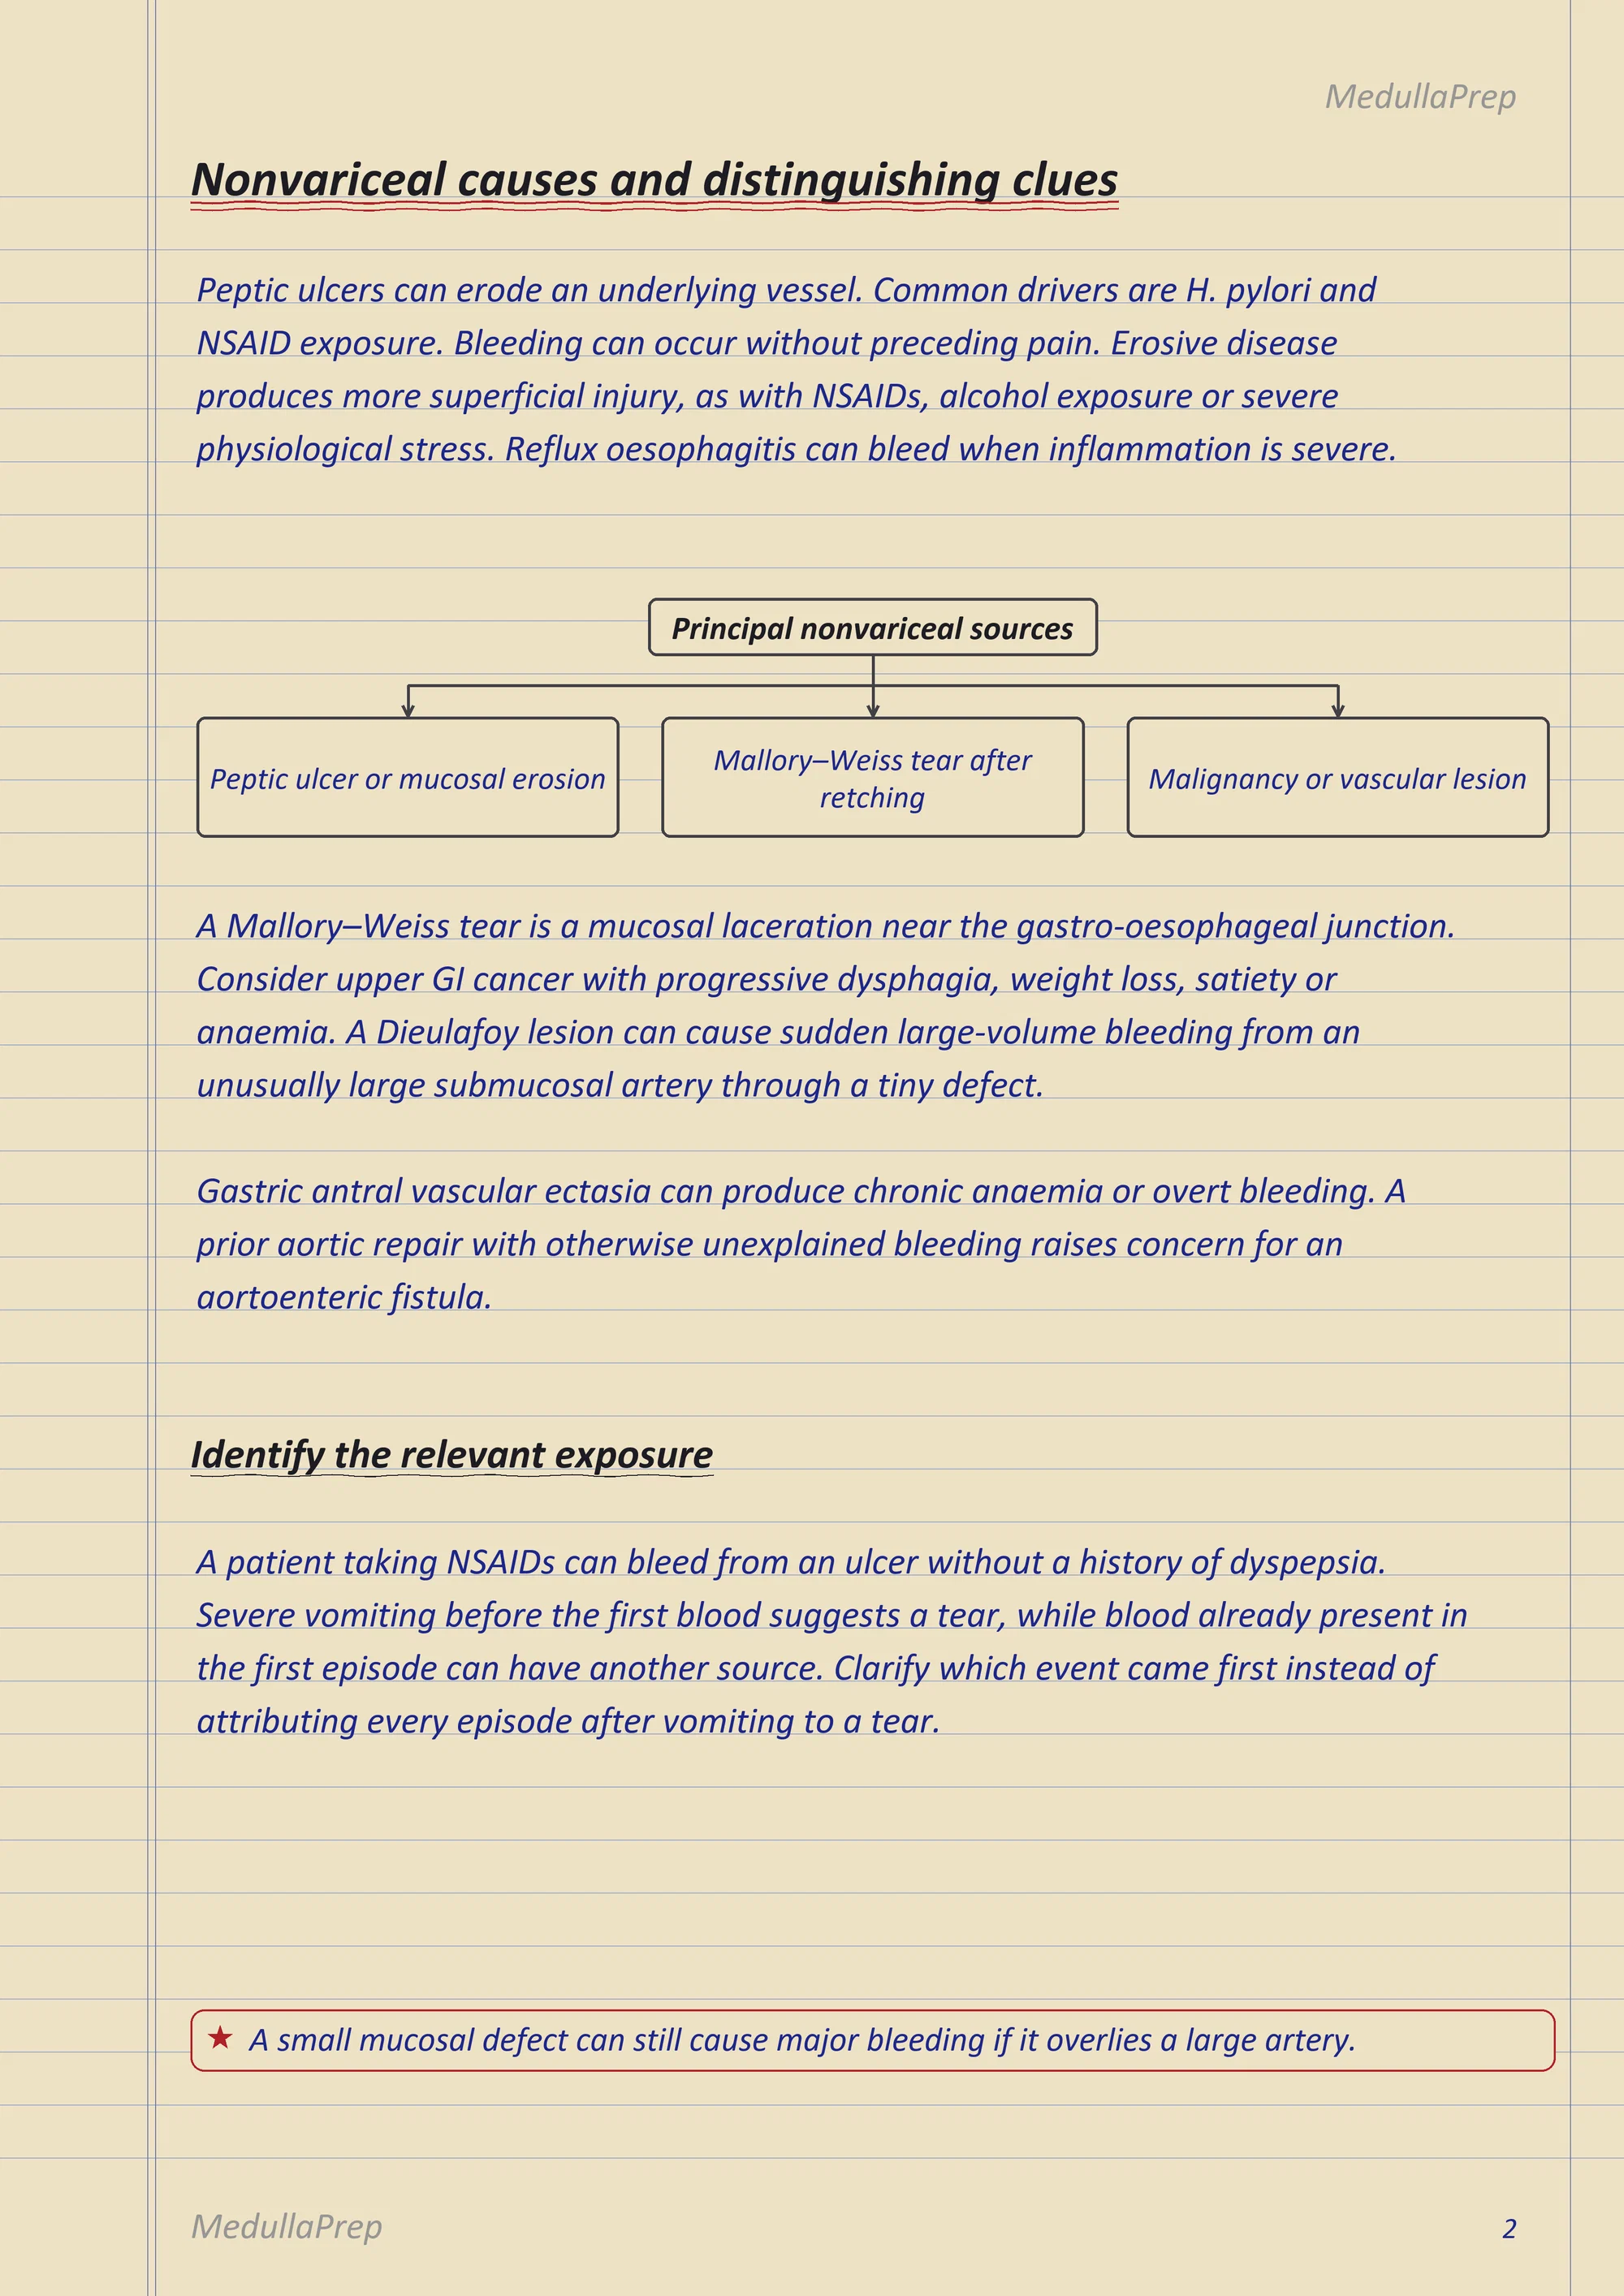 MedullaPrep
Nonvariceal causes and distinguishing clues
Peptic ulcers can erode an underlying vessel. Common drivers are H. pylori and
NSAID exposure. Bleeding can occur without preceding pain. Erosive disease
produces more superficial injury, as with NSAIDs, alcohol exposure or severe
physiological stress. Reflux oesophagitis can bleed when inflammation is severe.
Principal nonvariceal sources
Peptic ulcer or mucosal erosion
Mallory–Weiss tear after
retching
Malignancy or vascular lesion
A Mallory–Weiss tear is a mucosal laceration near the gastro-oesophageal junction.
Consider upper GI cancer with progressive dysphagia, weight loss, satiety or
anaemia. A Dieulafoy lesion can cause sudden large-volume bleeding from an
unusually large submucosal artery through a tiny defect.
Gastric antral vascular ectasia can produce chronic anaemia or overt bleeding. A
prior aortic repair with otherwise unexplained bleeding raises concern for an
aortoenteric fistula.
Identify the relevant exposure
A patient taking NSAIDs can bleed from an ulcer without a history of dyspepsia.
Severe vomiting before the first blood suggests a tear, while blood already present in
the first episode can have another source. Clarify which event came first instead of
attributing every episode after vomiting to a tear.
★ A small mucosal defect can still cause major bleeding if it overlies a large artery.
MedullaPrep
2